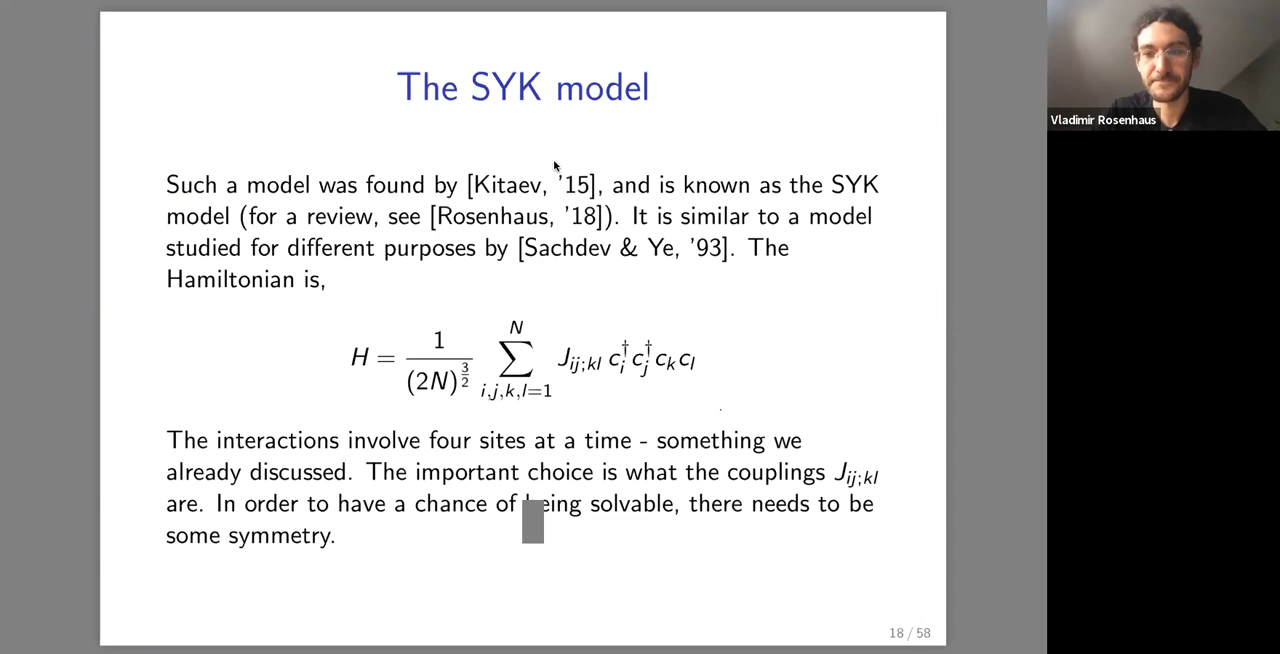 The SYK model
Such a model was found by [Kitaev, '15], and is known as the SYK
model (for a review, see [Rosenhaus, '18]). It is similar to a model
studied for different purposes by [Sachdev & Ye, '93]. The
Hamiltonian is,
H = \frac{1}{(2N)^{\frac{3}{2}}} \sum_{i,j,k,l=1}^{N} J_{ij;kl} c_i^† c_j^† c_k c_l
The interactions involve four sites at a time - something we
already discussed. The important choice is what the couplings J_{ij;kl}
are. In order to have a chance of being solvable, there needs to be
some symmetry.
18 / 58
Vladimir Rosenhaus